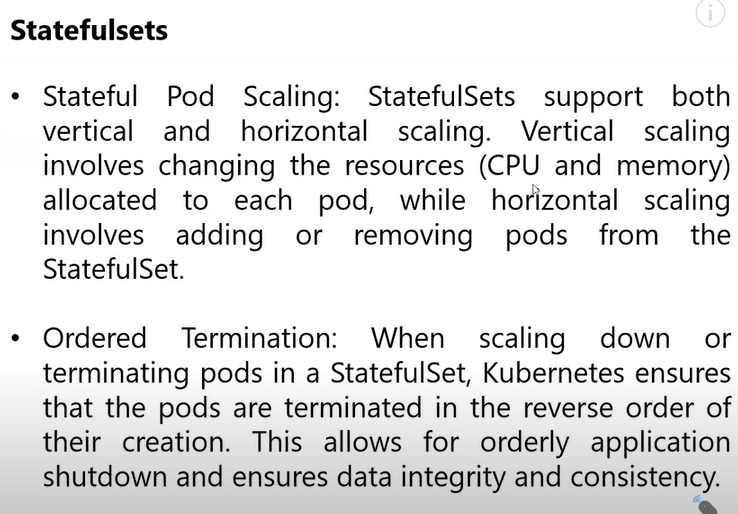 Statefulsets
• Stateful Pod Scaling: StatefulSets support both
vertical and horizontal scaling. Vertical scaling
involves changing the resources (CPU and memory)
allocated to each pod, while horizontal scaling
involves adding or removing pods from the
StatefulSet.
• Ordered Termination: When scaling down or
terminating pods in a StatefulSet, Kubernetes ensures
that the pods are terminated in the reverse order of
their creation. This allows for orderly application
shutdown and ensures data integrity and consistency.